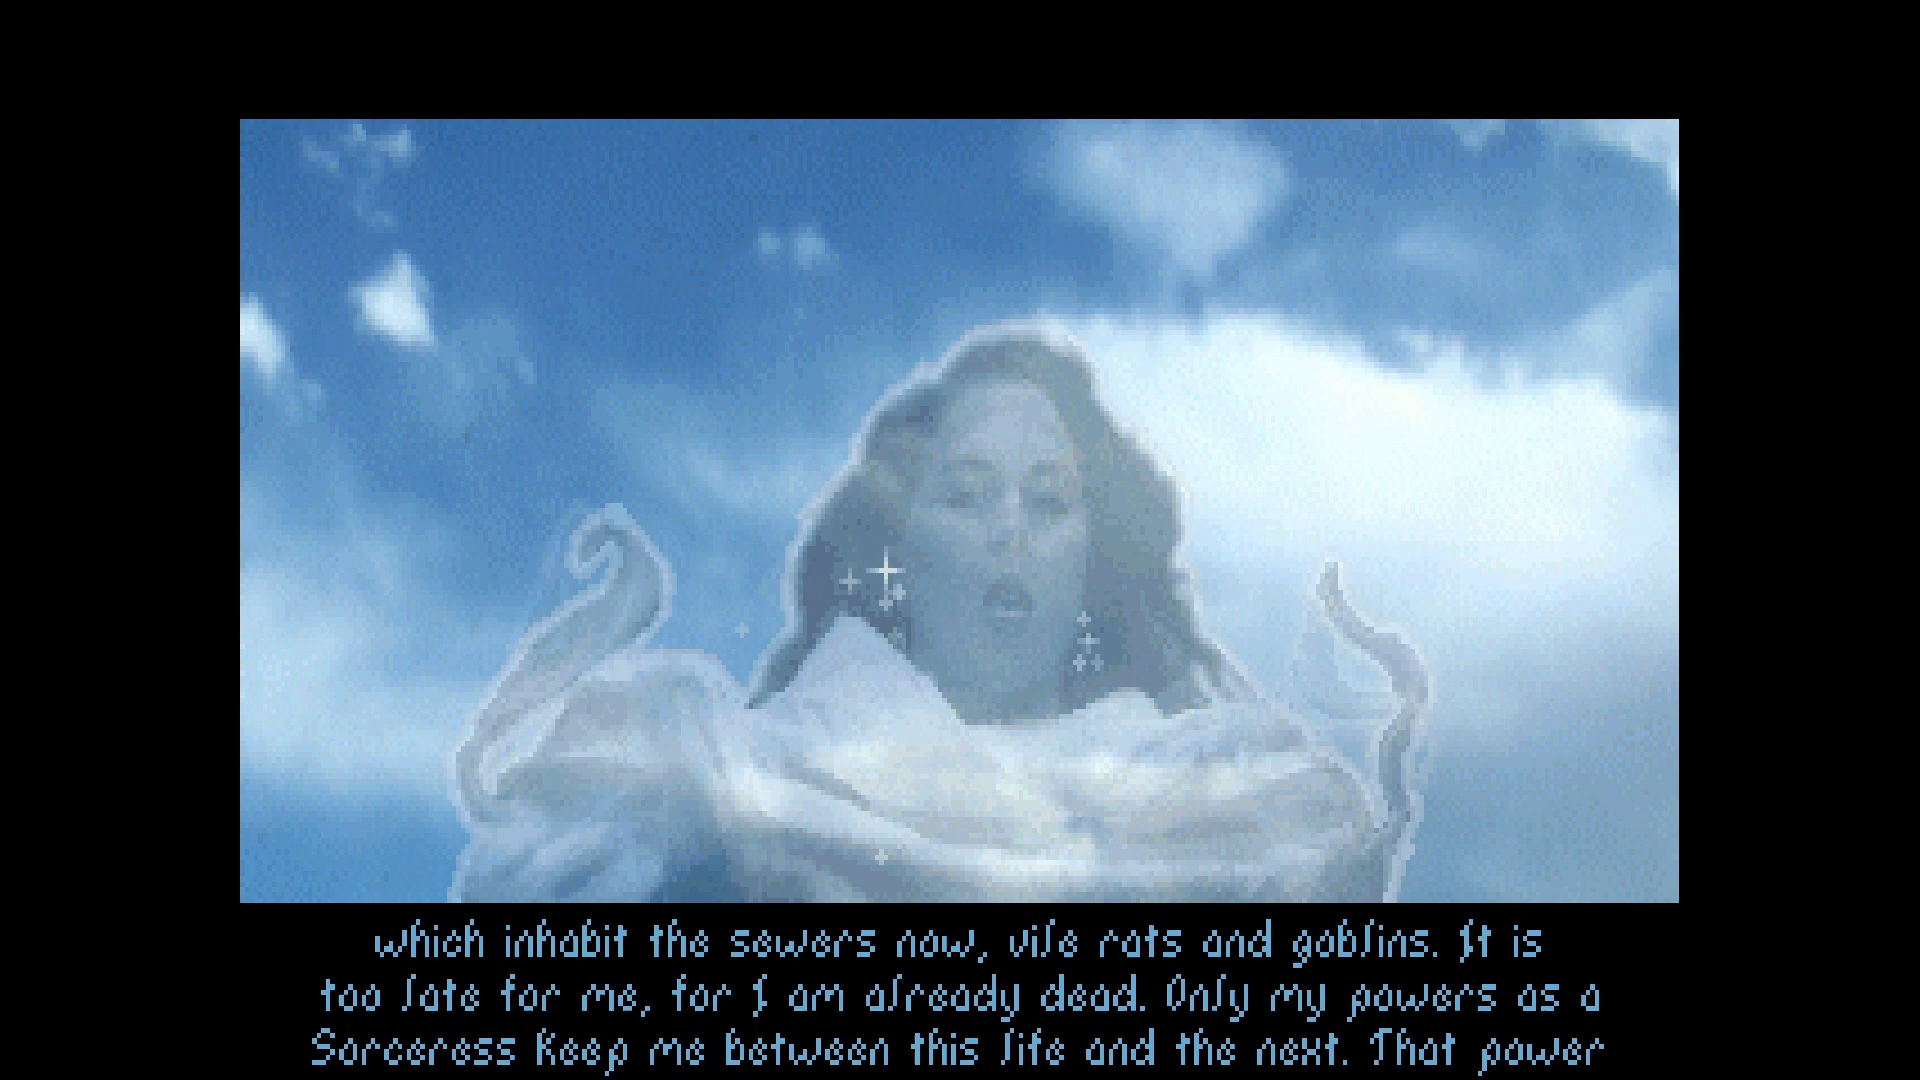 which inhabit the sewers now, vile rats and goblins. It is
too late for me, for I am already dead. Only my powers as a
Sorceress keep me between this life and the next. That power